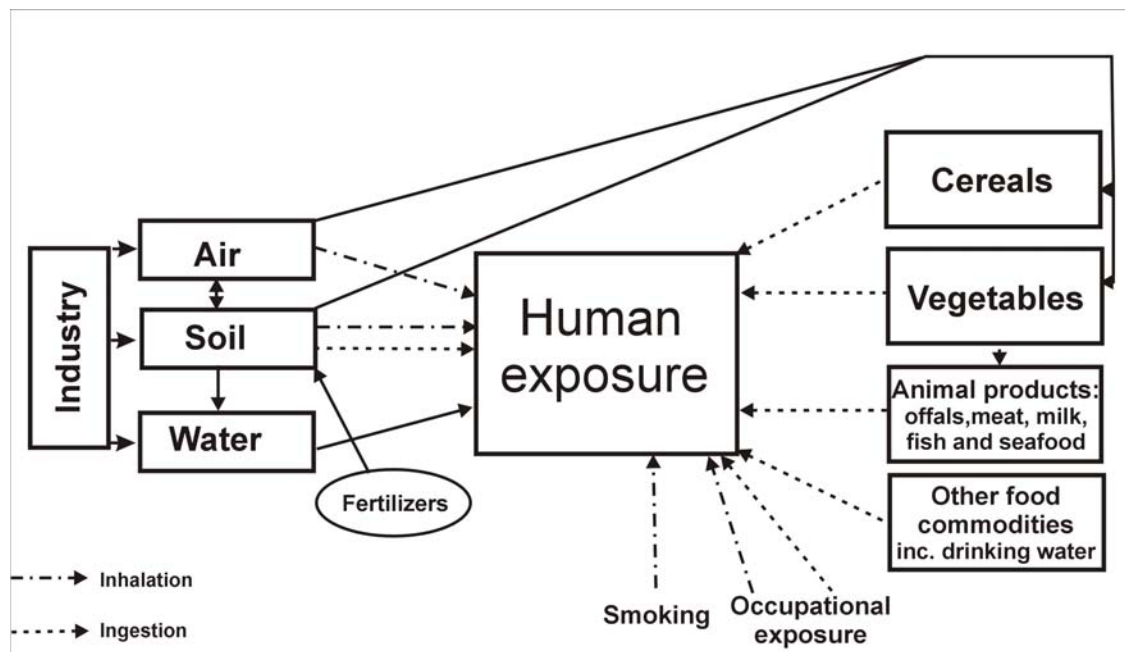 Cereals
Air
Vegetables
Industry
Soil
Human
exposure
Animal products:
offals,meat, milk,
fish and seafood
Water
Fertilizers
Other food
commodities
inc. drinking water
Inhalation
Smoking
Occupational
exposure
Ingestion